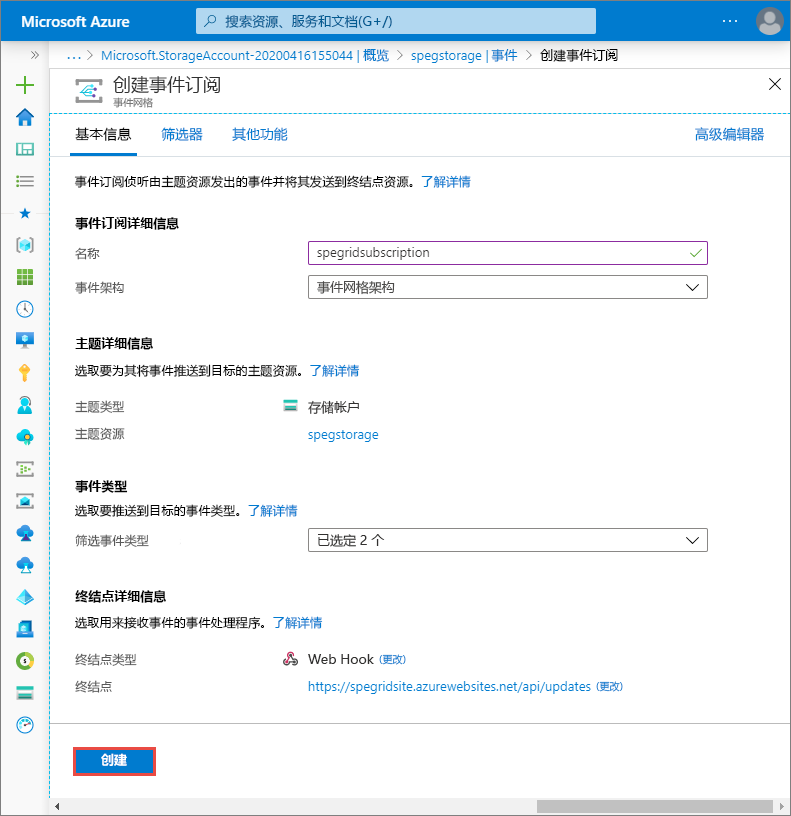 Microsoft Azure
搜索资源、服务和文档(G+/)
···
»
··· > Microsoft.StorageAccount-20200416155044 | 概览 > spegstorage | 事件 > 创建事件订阅
创建事件订阅
事件网格
基本信息 筛选器 其他功能 高级编辑器
事件订阅侦听由主题资源发出的事件并将其发送到终结点资源。了解详情
事件订阅详细信息
名称 spegridsubscription
事件架构 事件网格架构
主题详细信息
选取要为其将事件推送到目标的主题资源。了解详情
主题类型 存储帐户
主题资源 spegstorage
事件类型
选取要推送到目标的事件类型。了解详情
筛选事件类型 已选定 2 个
终结点详细信息
选取用来接收事件的事件处理程序。了解详情
终结点类型 Web Hook (更改)
终结点 https://spegridsite.azurewebsites.net/api/updates (更改)
创建